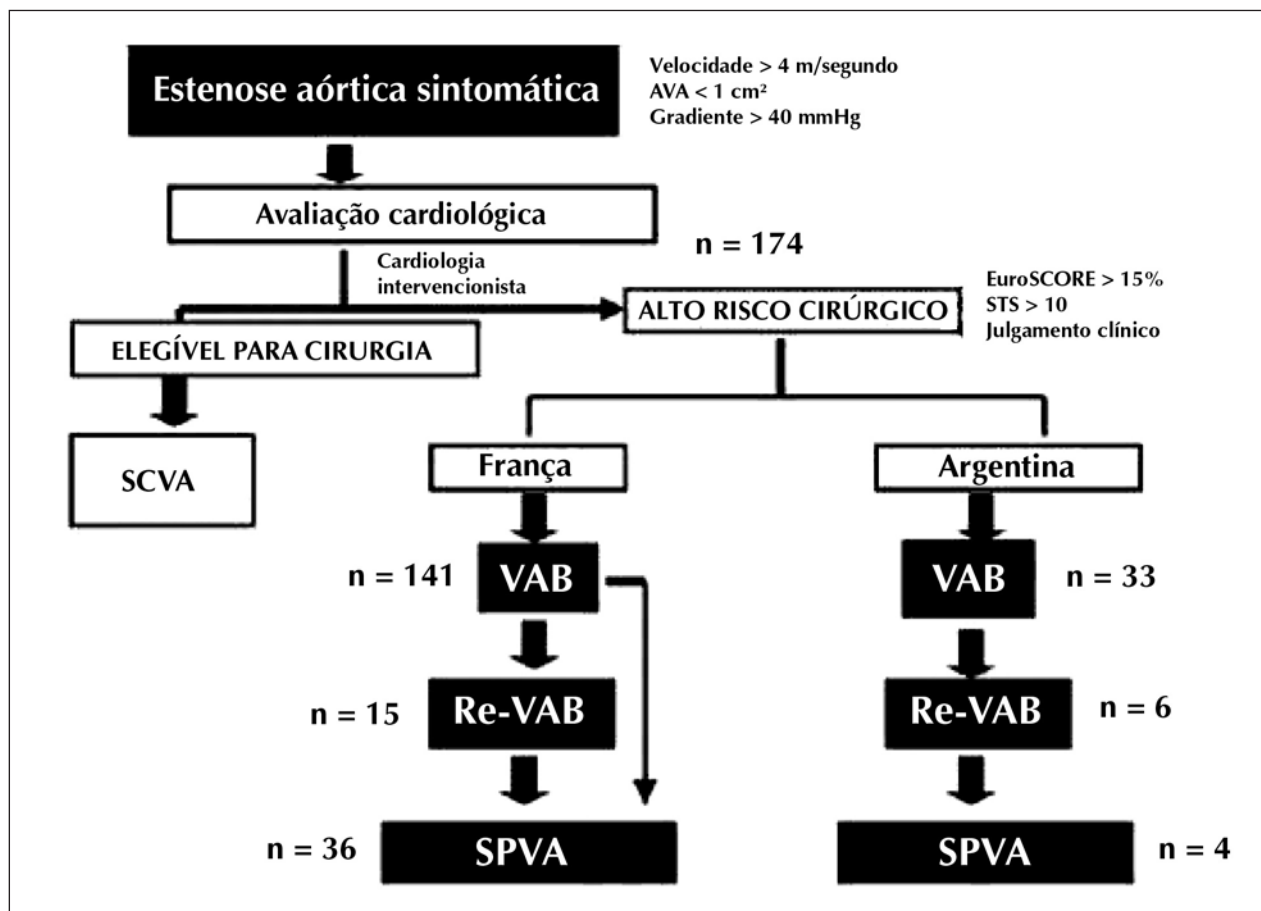 Estenose aórtica sintomática
Velocidade > 4 m/segundo
AVA < 1 cm²
Gradiente > 40 mmHg
Avaliação cardiológica
n = 174
Cardiologia
intervencionista
EuroSCORE > 15%
STS > 10
Julgamento clínico
ALTO RISCO CIRÚRGICO
ELEGÍVEL PARA CIRURGIA
SCVA
França
Argentina
n = 141
VAB
VAB
n = 33
n = 15
Re-VAB
Re-VAB
n = 6
n = 36
SPVA
SPVA
n = 4